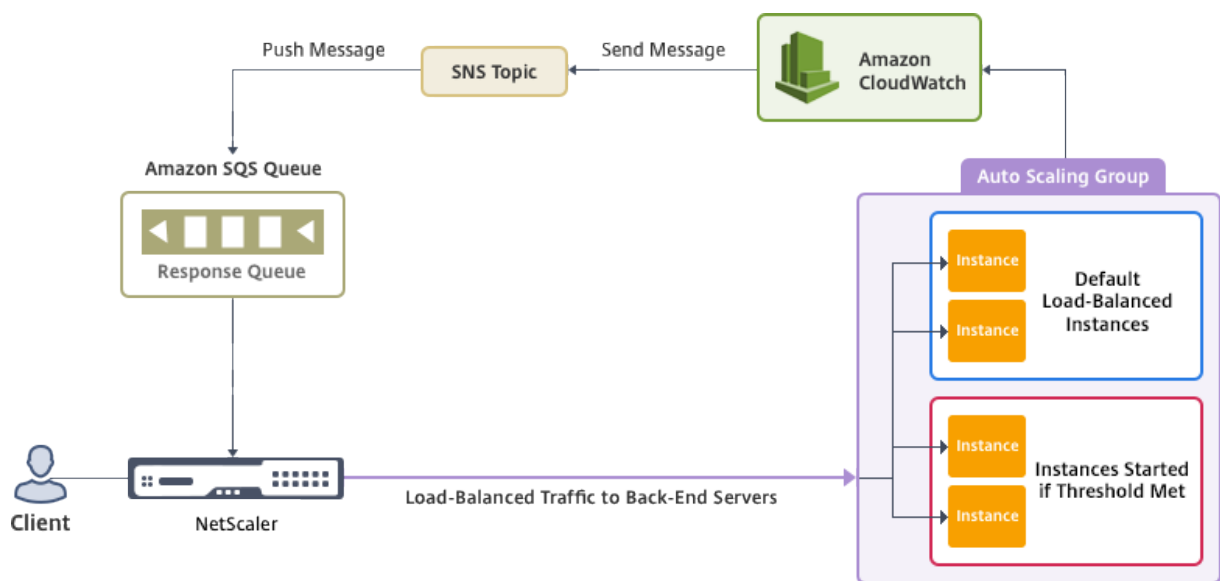 Push Message
Send Message
SNS Topic
Amazon
CloudWatch
Amazon SQS Queue
Response Queue
Auto Scaling Group
Instance
Instance
Default
Load-Balanced
Instances
Instance
Instance
Instances Started
if Threshold Met
Client
NetScaler
Load-Balanced Traffic to Back-End Servers